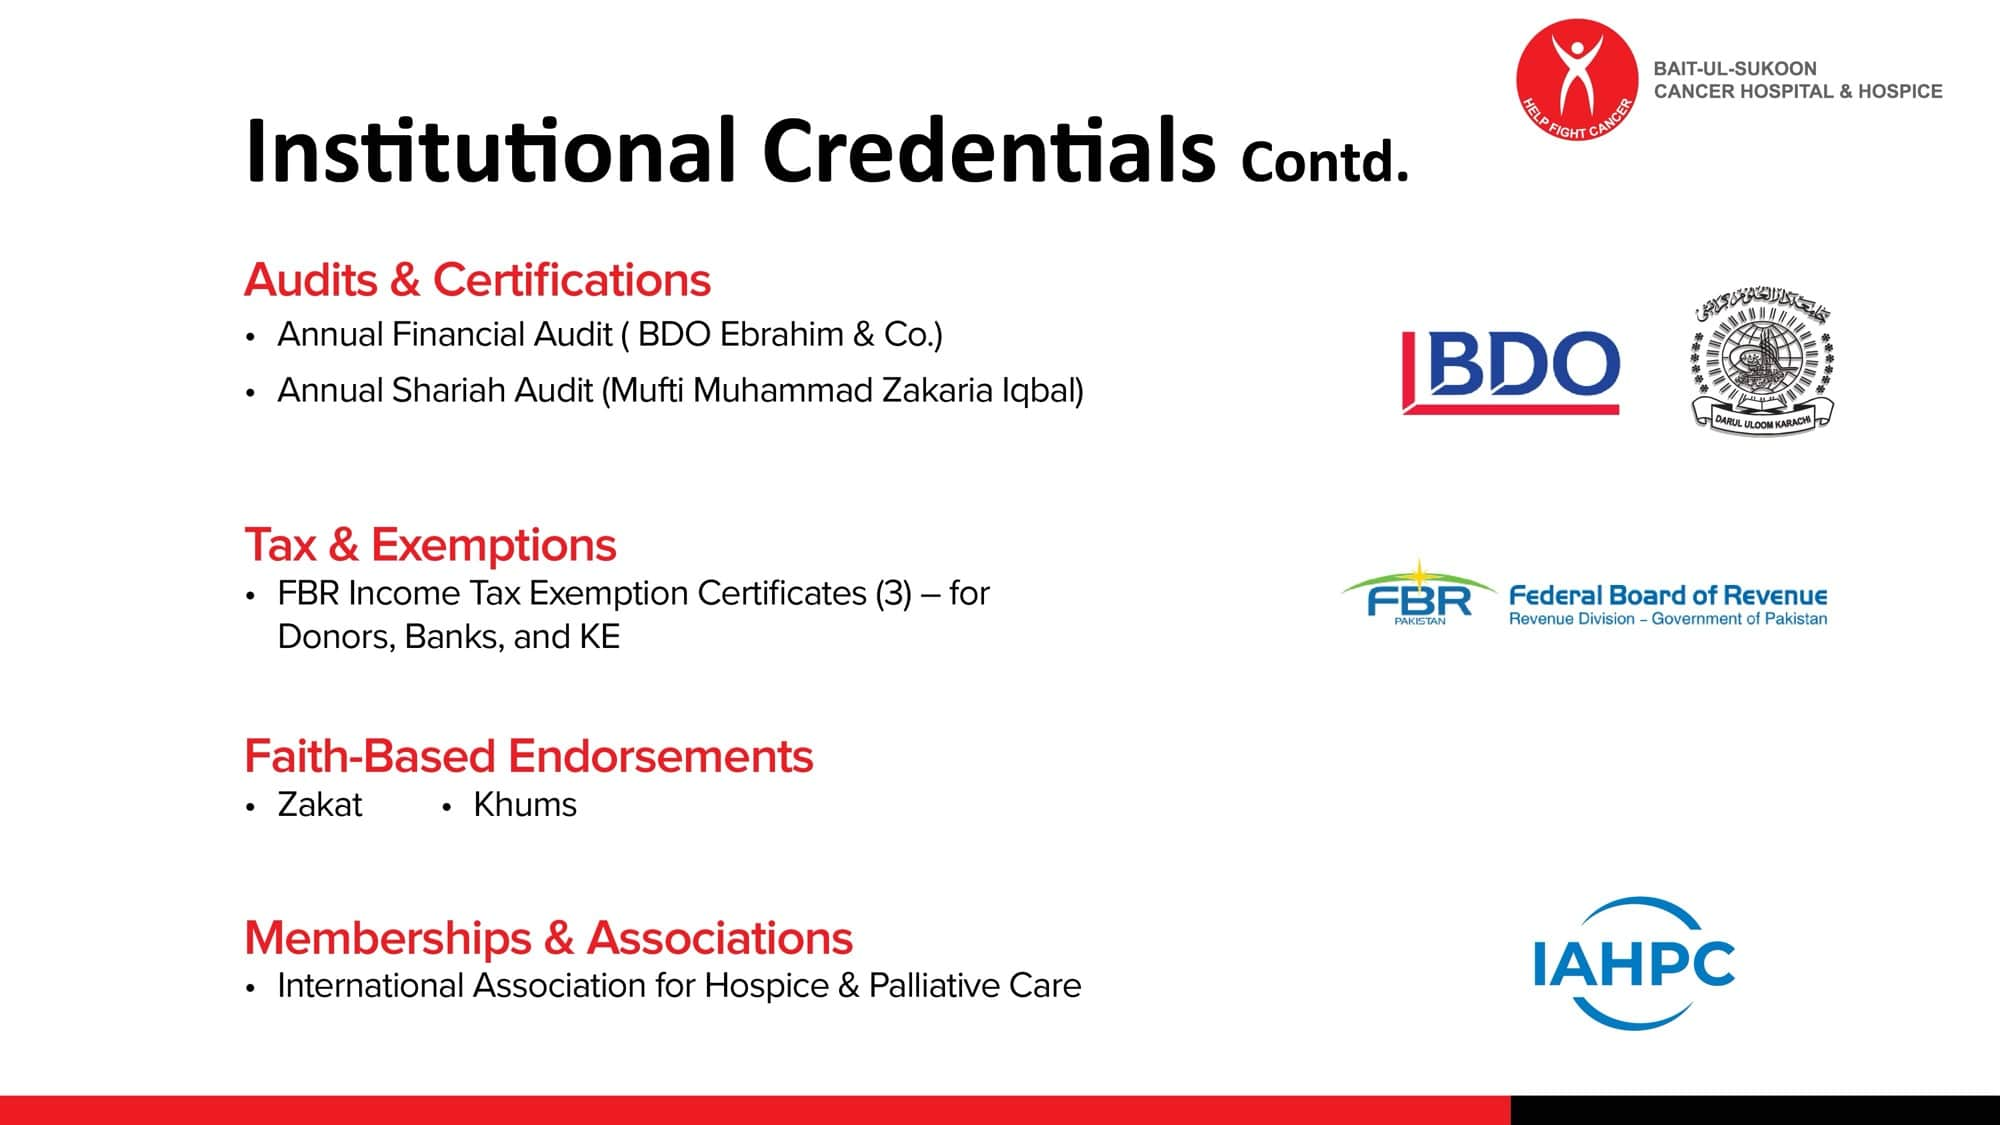 HELP FIGHT CANCER
BAIT-UL-SUKOON
CANCER HOSPITAL & HOSPICE
Institutional Credentials Contd.
Audits & Certifications
• Annual Financial Audit ( BDO Ebrahim & Co.)
• Annual Shariah Audit (Mufti Muhammad Zakaria Iqbal)
BDO
جامعہ دارالعلوم کراچی
DARUL ULOOM KARACHI
Tax & Exemptions
• FBR Income Tax Exemption Certificates (3) – for
Donors, Banks, and KE
FBR
PAKISTAN
Federal Board of Revenue
Revenue Division – Government of Pakistan
Faith-Based Endorsements
• Zakat • Khums
Memberships & Associations
• International Association for Hospice & Palliative Care
IAHPC